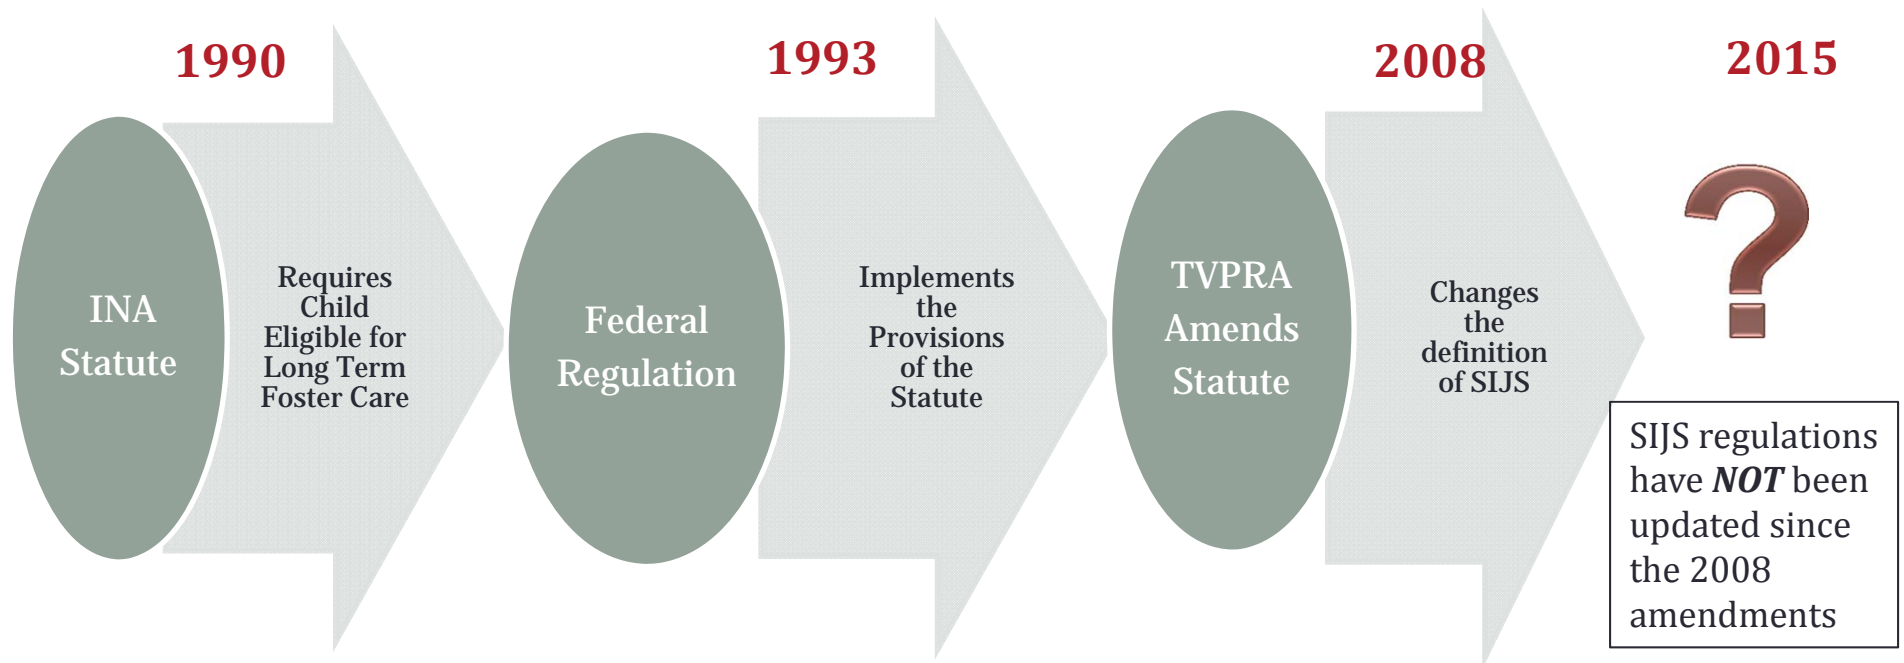 1990
INA
Statute
Requires
Child
Eligible for
Long Term
Foster Care
1993
Federal
Regulation
Implements
the
Provisions
of the
Statute
2008
TVPRA
Amends
Statute
Changes
the
definition
of SIJS
2015
?
SIJS regulations
have NOT been
updated since
the 2008
amendments